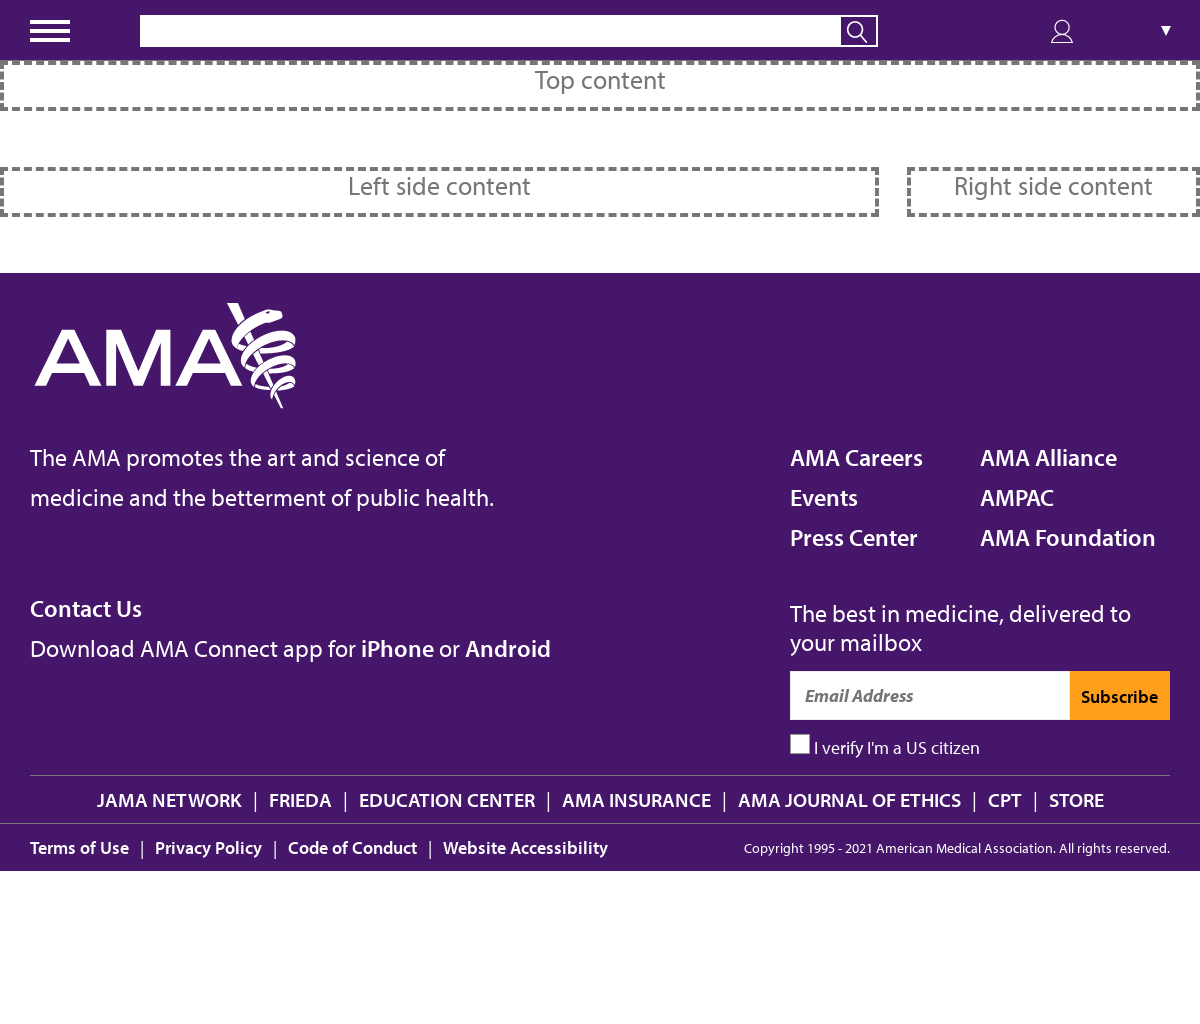 Top content
Left side content
Right side content
AMA
The AMA promotes the art and science of
medicine and the betterment of public health.
AMA Careers
Events
Press Center
AMA Alliance
AMPAC
AMA Foundation
Contact Us
Download AMA Connect app for iPhone or Android
The best in medicine, delivered to
your mailbox
Email Address
Subscribe
I verify I'm a US citizen
JAMA NETWORK | FRIEDA | EDUCATION CENTER | AMA INSURANCE | AMA JOURNAL OF ETHICS | CPT | STORE
Terms of Use | Privacy Policy | Code of Conduct | Website Accessibility
Copyright 1995 - 2021 American Medical Association. All rights reserved.